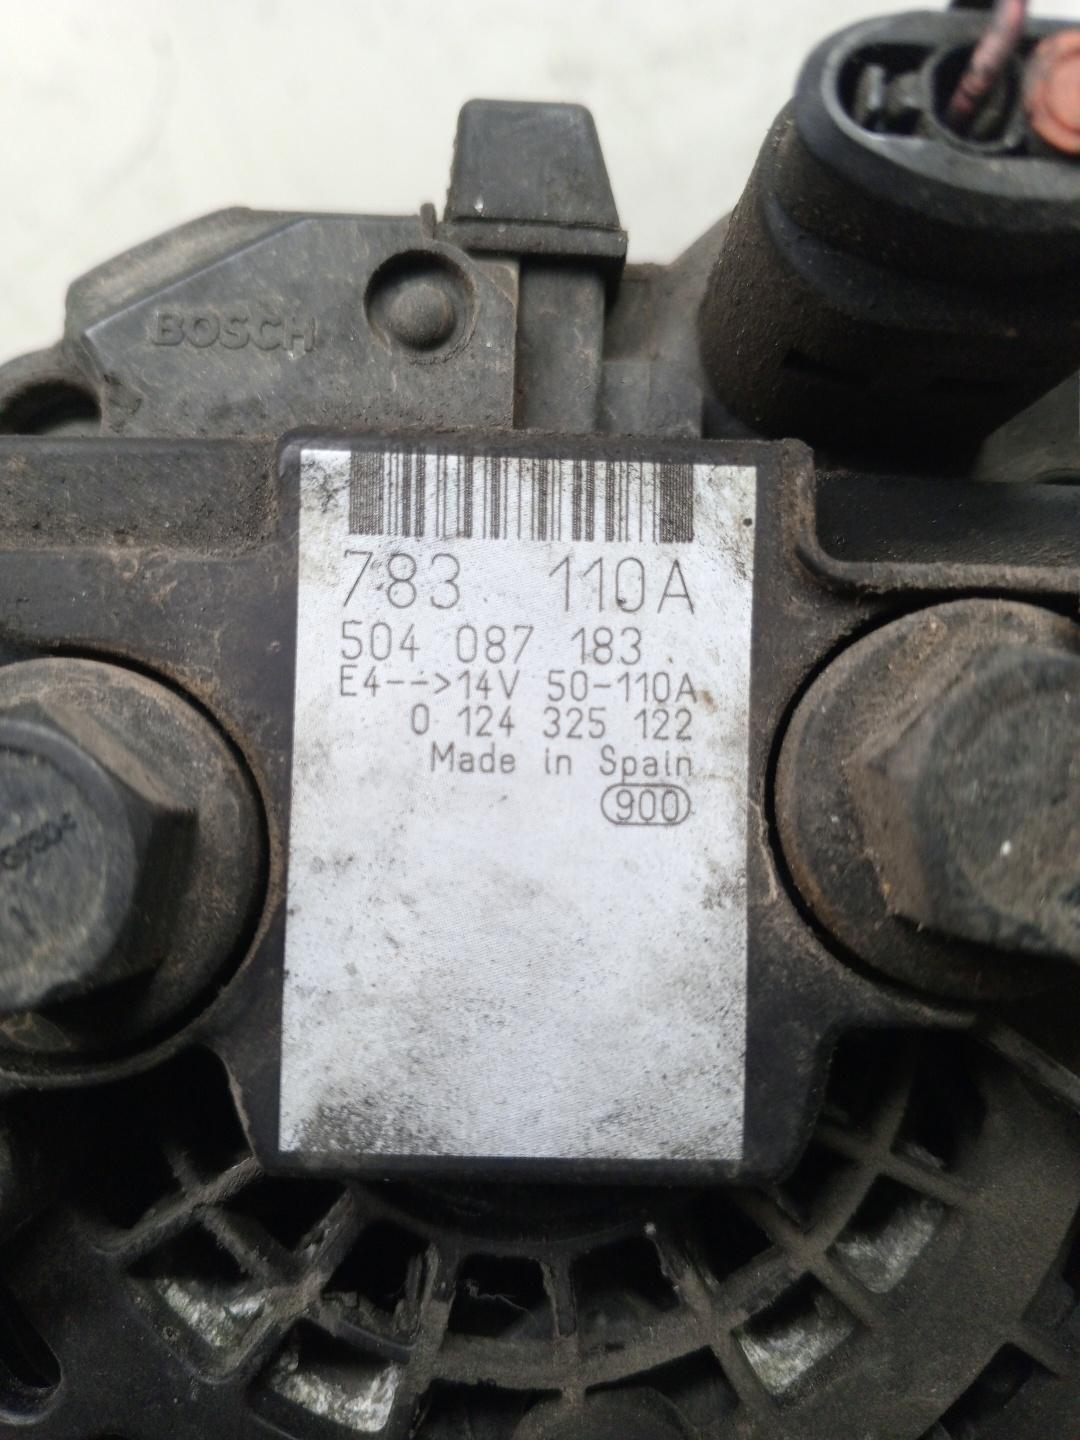 BOSCH
783 110A
504 087 183
E4-->14V 50-110A
0 124 325 122
Made in Spain
900